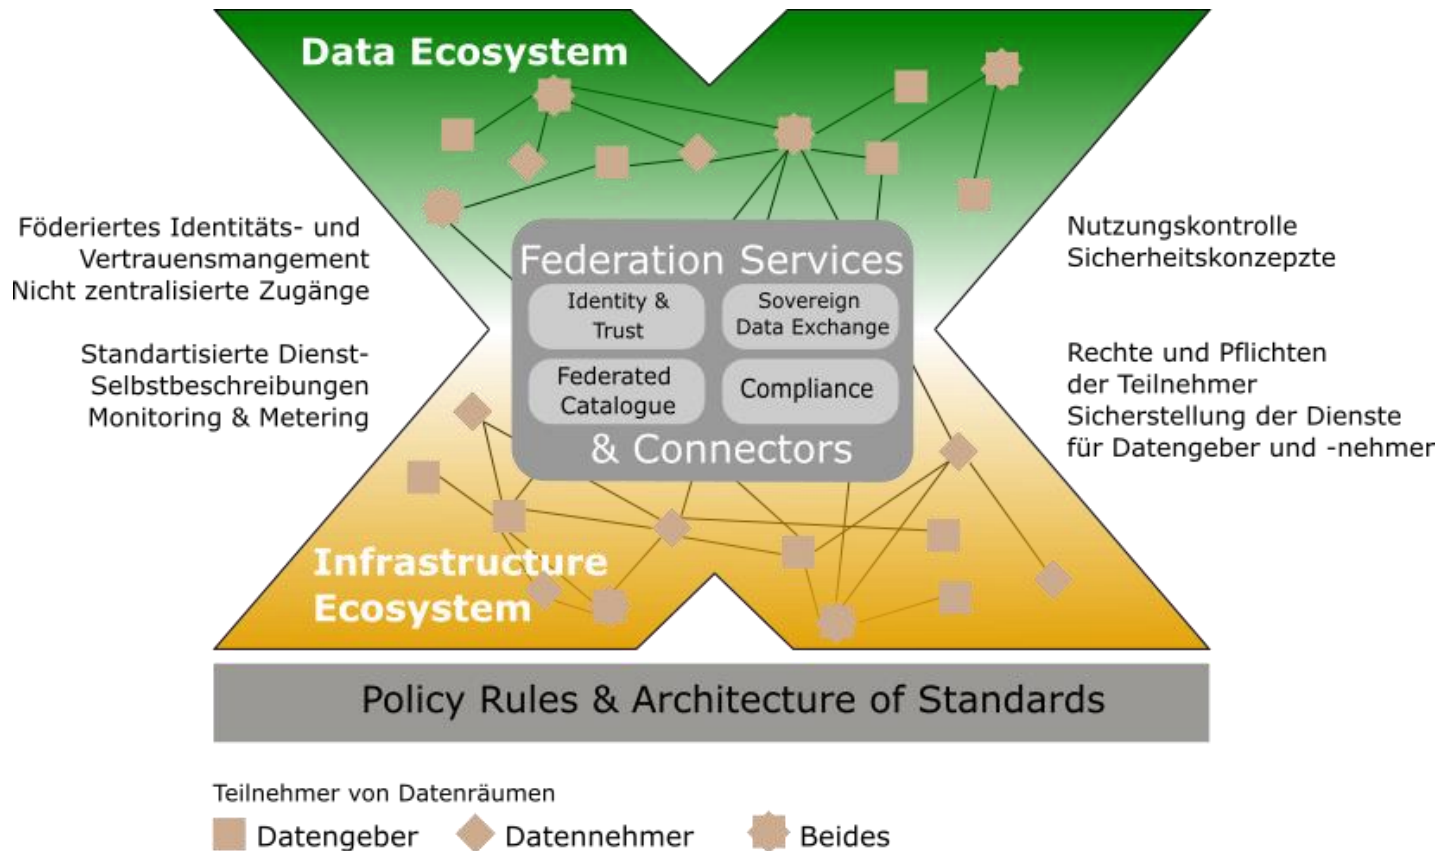 Data Ecosystem
Föderiertes Identitäts- und
Vertrauensmangement
Nicht zentralisierte Zugänge
Standartisierte Dienst-
Selbstbeschreibungen
Monitoring & Metering
Federation Services
Identity &
Trust
Sovereign
Data Exchange
Federated
Catalogue
Compliance
& Connectors
Nutzungskontrolle
Sicherheitskonzepzte
Rechte und Pflichten
der Teilnehmer
Sicherstellung der Dienste
für Datengeber und -nehmer
Infrastructure
Ecosystem
Policy Rules & Architecture of Standards
Teilnehmer von Datenräumen
Datengeber
Datennehmer
Beides